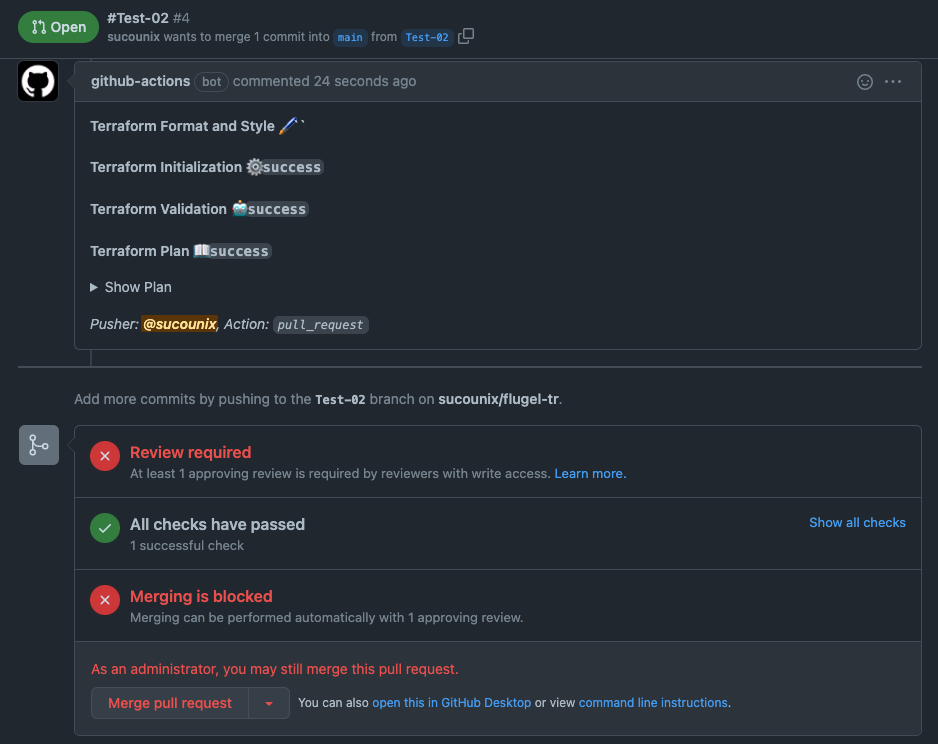 Open
#Test-02 #4
sucounix wants to merge 1 commit into main from Test-02
github-actions bot commented 24 seconds ago
Terraform Format and Style 🖌`
Terraform Initialization ⚙️success
Terraform Validation 🤖success
Terraform Plan 📖success
Show Plan
Pusher: @sucounix, Action: pull_request
Add more commits by pushing to the Test-02 branch on sucounix/flugel-tr.
Review required
At least 1 approving review is required by reviewers with write access. Learn more.
All checks have passed
Show all checks
1 successful check
Merging is blocked
Merging can be performed automatically with 1 approving review.
As an administrator, you may still merge this pull request.
Merge pull request
You can also open this in GitHub Desktop or view command line instructions.